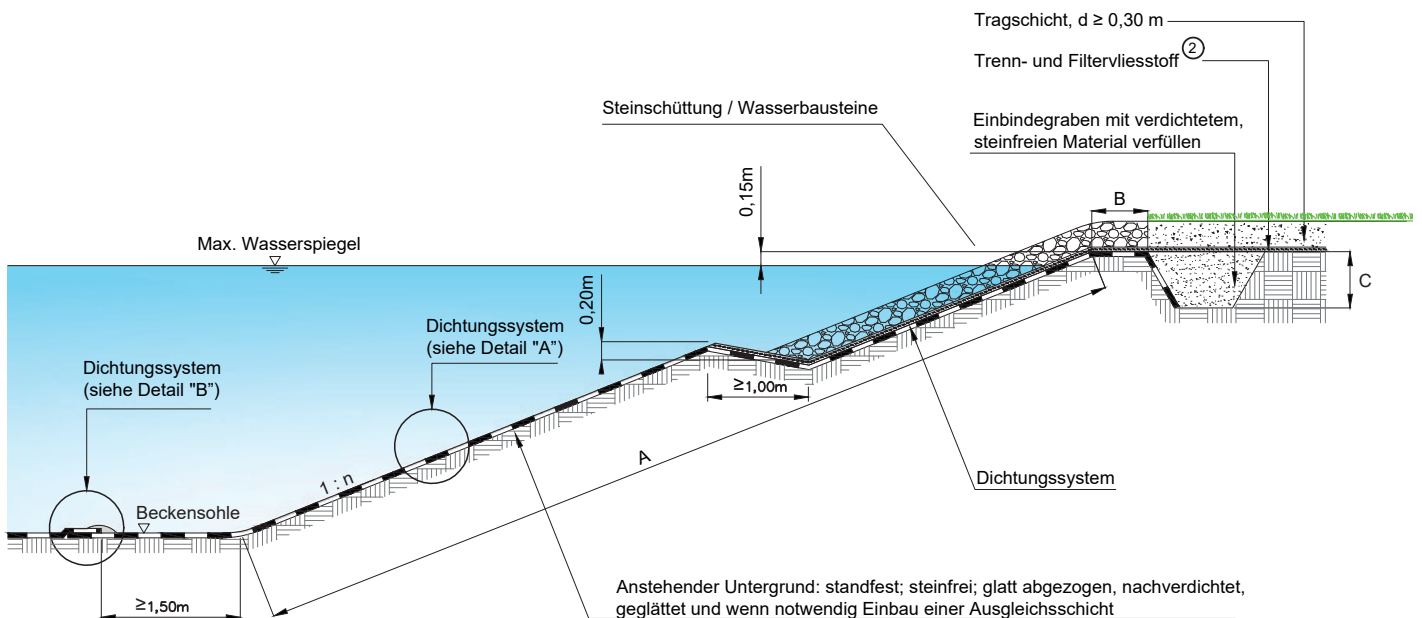 Tragschicht, d ≥ 0,30 m
Trenn- und Filtervliesstoff 2
Steinschüttung / Wasserbausteine
Einbindegraben mit verdichtetem,
steinfreien Material verfüllen
0,15m
B
Max. Wasserspiegel
C
0,20m
Dichtungssystem
(siehe Detail "A")
Dichtungssystem
(siehe Detail "B")
≥1,00m
A
Dichtungssystem
1 : n
Beckensohle
≥1,50m
Anstehender Untergrund: standfest; steinfrei; glatt abgezogen, nachverdichtet,
geglättet und wenn notwendig Einbau einer Ausgleichsschicht